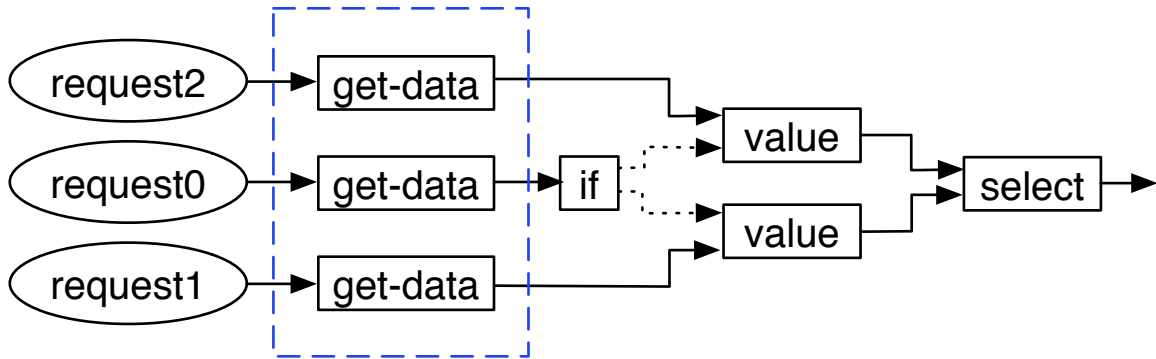 request2
get-data
value
request0
get-data
if
select
value
request1
get-data